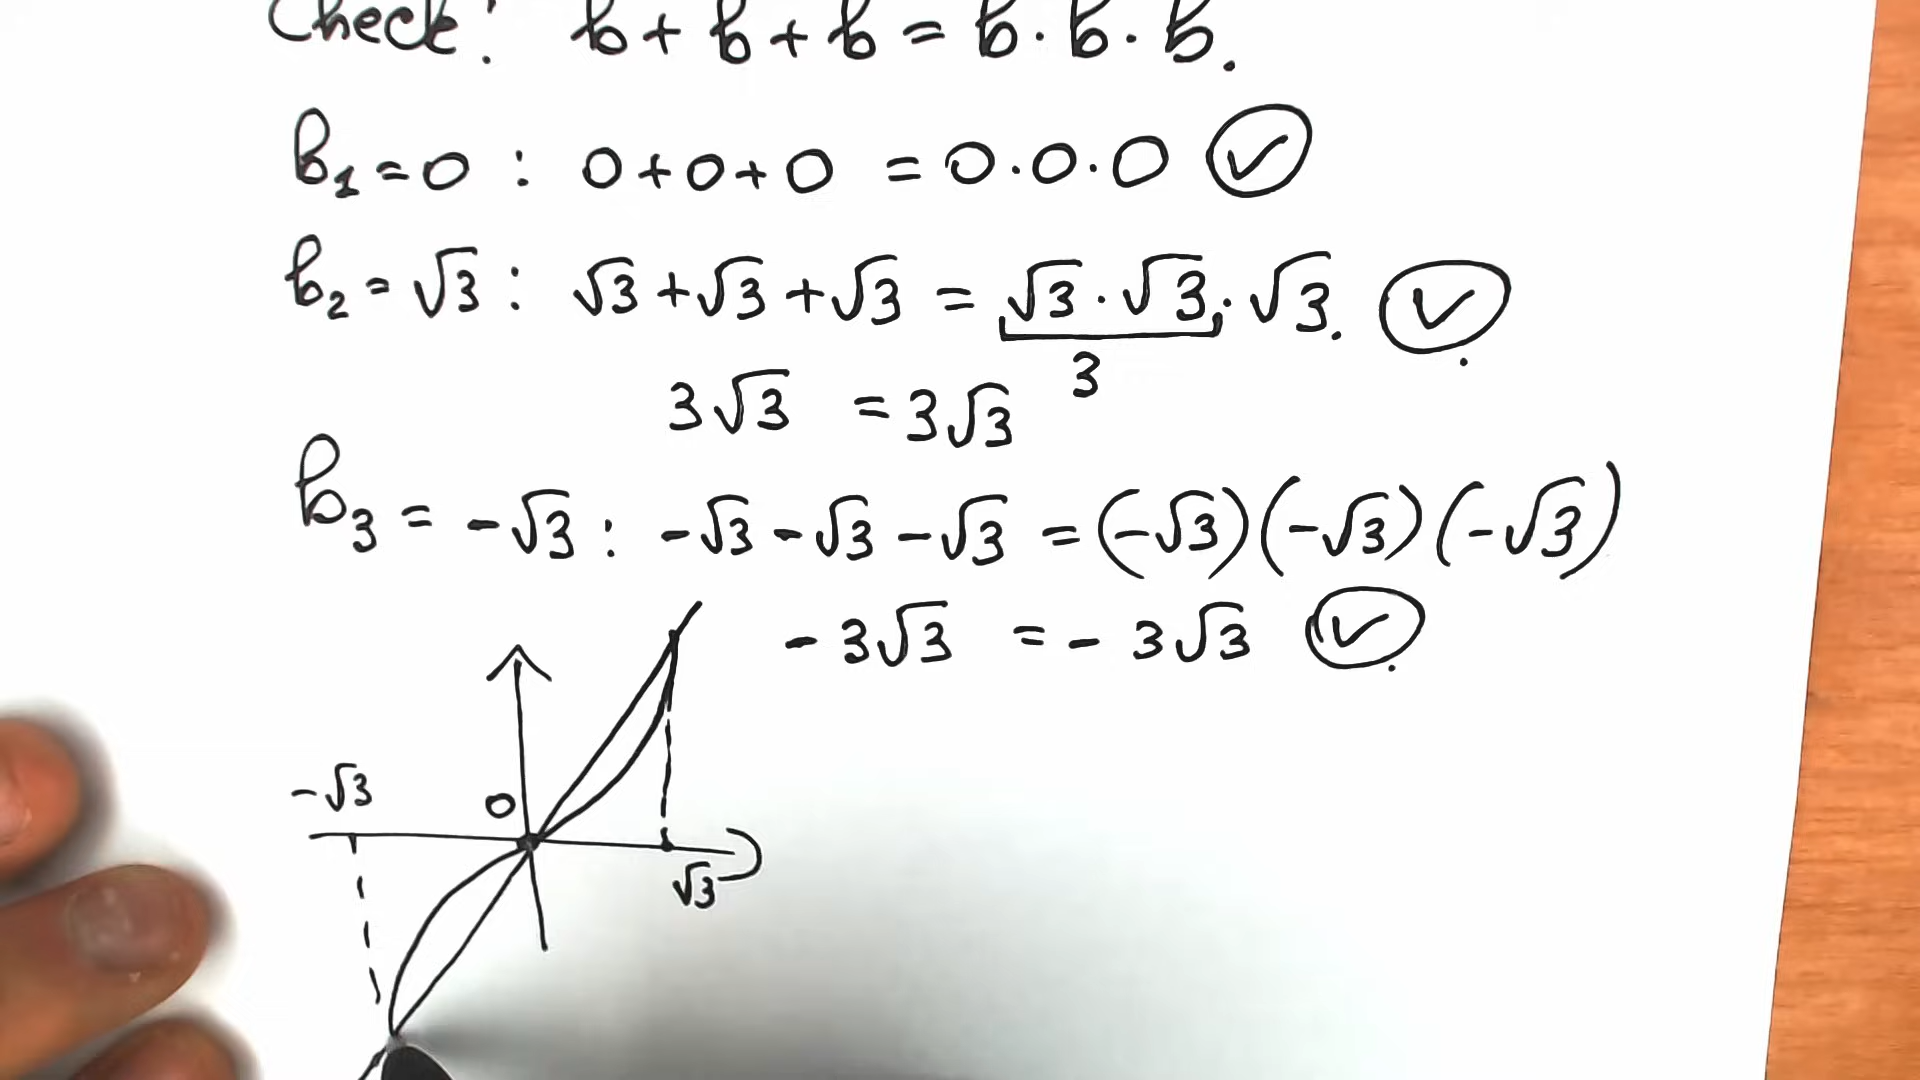 Check: b + b + b = b · b · b.
b₁ = 0 : 0 + 0 + 0 = 0 · 0 · 0 ✓
b₂ = √3 : √3 + √3 + √3 = √3 · √3 · √3. ✓
3
3√3 = 3√3
b₃ = -√3 : -√3 - √3 - √3 = (-√3)(-√3)(-√3)
-3√3 = -3√3 ✓
-√3 0
√3